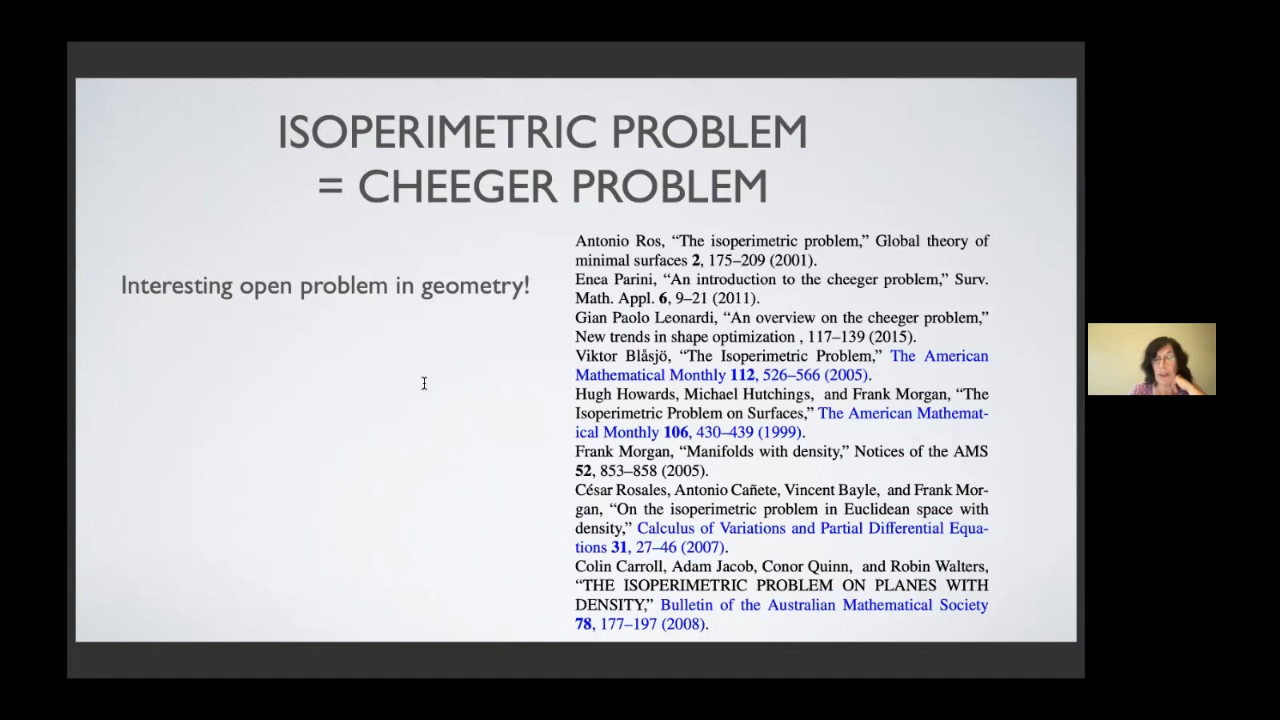 ISOPERIMETRIC PROBLEM
= CHEEGER PROBLEM
Interesting open problem in geometry!
Antonio Ros, “The isoperimetric problem,” Global theory of
minimal surfaces 2, 175–209 (2001).
Enea Parini, “An introduction to the cheeger problem,” Surv.
Math. Appl. 6, 9–21 (2011).
Gian Paolo Leonardi, “An overview on the cheeger problem,”
New trends in shape optimization , 117–139 (2015).
Viktor Blåsjö, “The Isoperimetric Problem,” The American
Mathematical Monthly 112, 526–566 (2005).
Hugh Howards, Michael Hutchings, and Frank Morgan, “The
Isoperimetric Problem on Surfaces,” The American Mathemat-
ical Monthly 106, 430–439 (1999).
Frank Morgan, “Manifolds with density,” Notices of the AMS
52, 853–858 (2005).
César Rosales, Antonio Cañete, Vincent Bayle, and Frank Mor-
gan, “On the isoperimetric problem in Euclidean space with
density,” Calculus of Variations and Partial Differential Equa-
tions 31, 27–46 (2007).
Colin Carroll, Adam Jacob, Conor Quinn, and Robin Walters,
“THE ISOPERIMETRIC PROBLEM ON PLANES WITH
DENSITY,” Bulletin of the Australian Mathematical Society
78, 177–197 (2008).